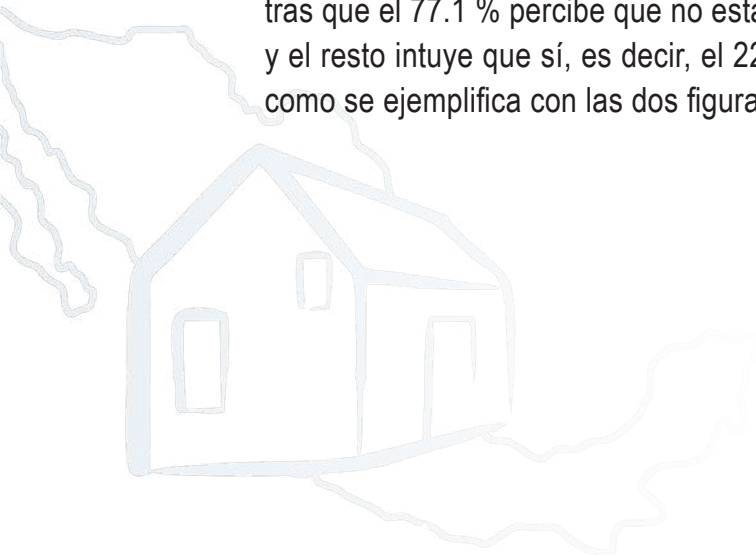 tras que el 77.1 % percibe que no está
y el resto intuye que sí, es decir, el 22
como se ejemplifica con las dos figura